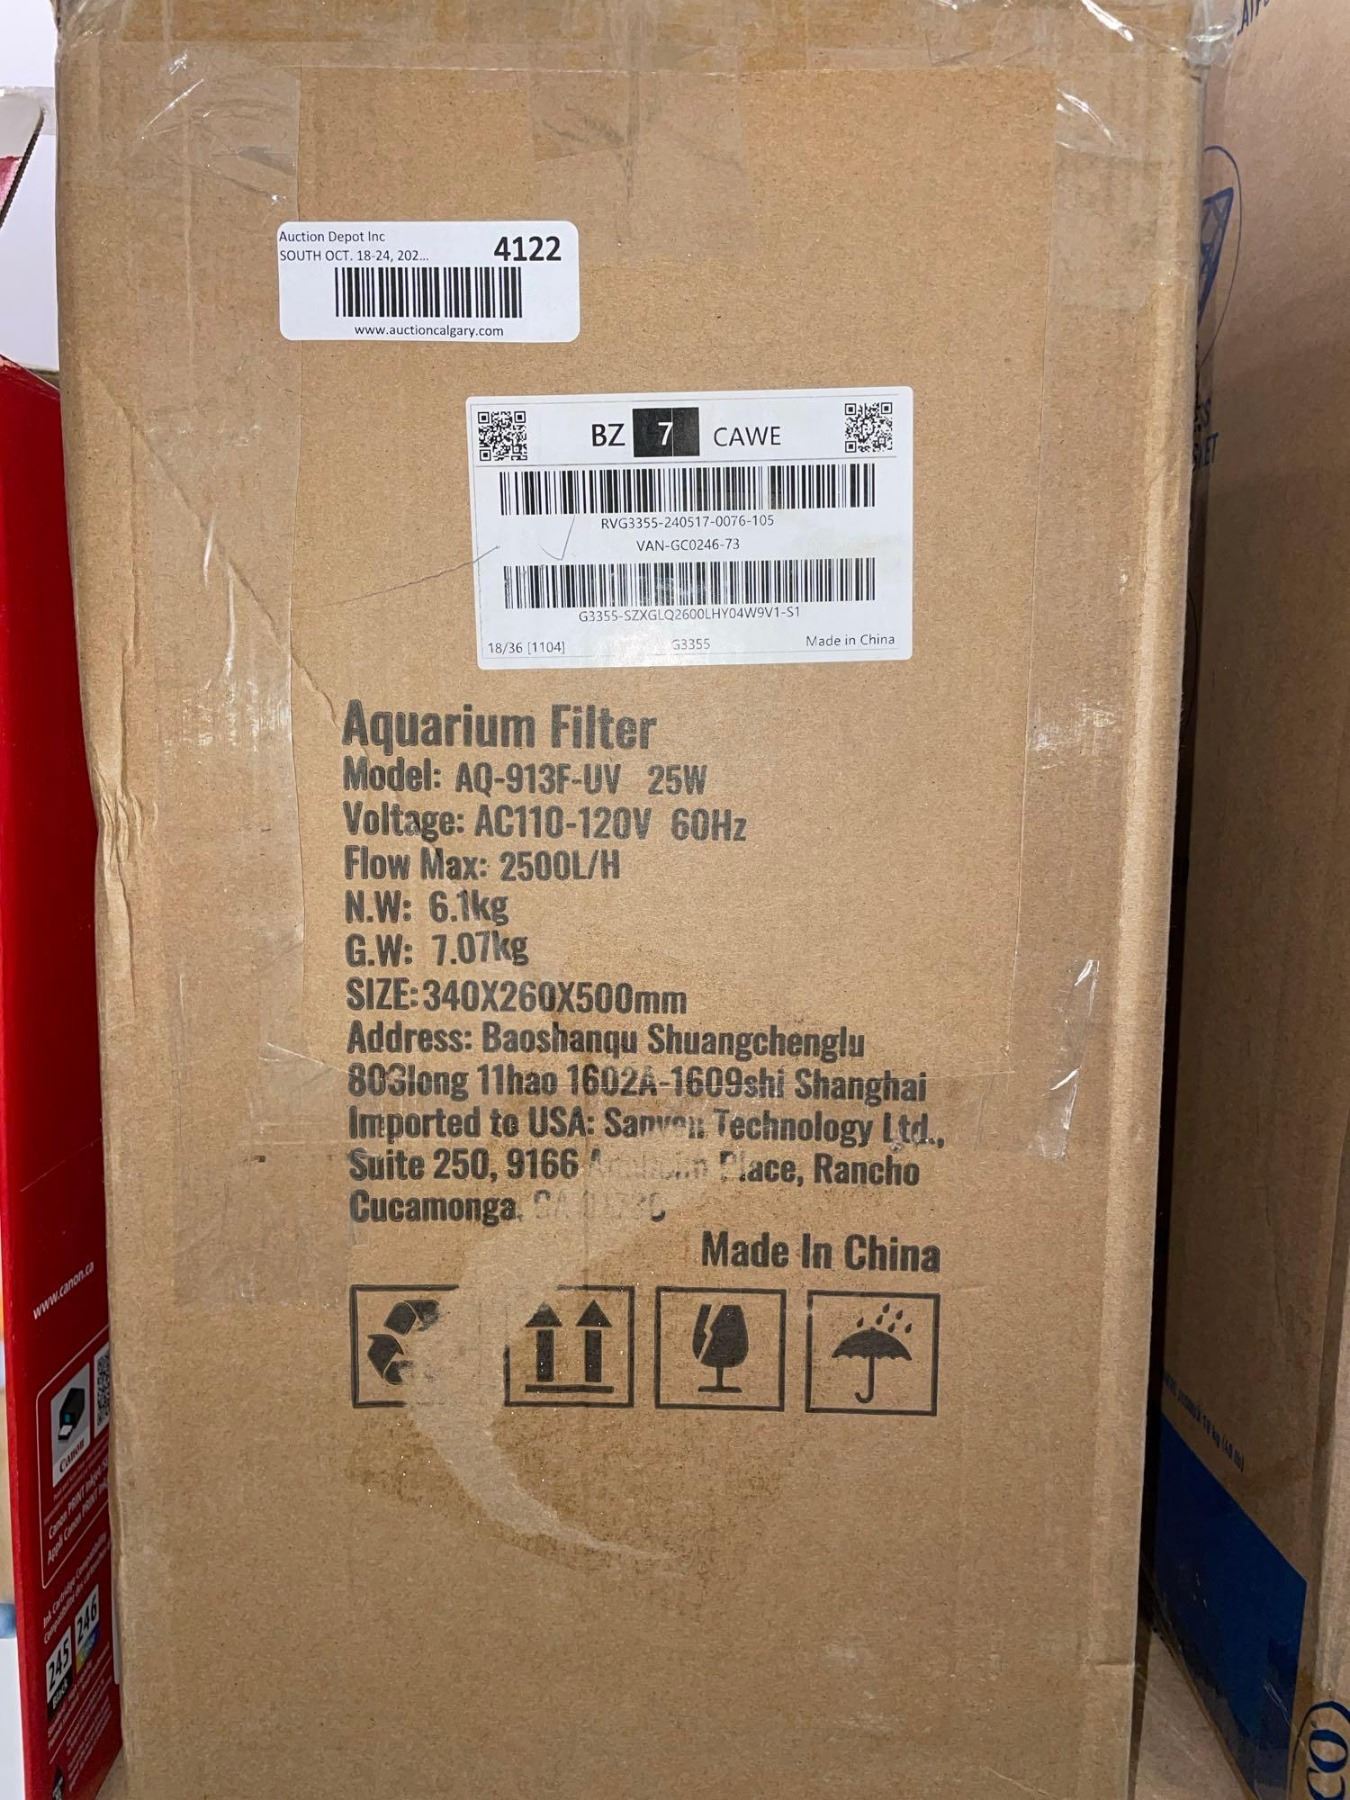 Auction Depot Inc
4122
SOUTH OCT. 18-24, 202...
www.auctioncalgary.com
BZ 7 CAWE
RVG3355-240517-0076-105
VAN-GC0246-73
G3355-SZXGLQ2600LHY04W9V1-S1
18/36 [1104] G3355 Made in China
Aquarium Filter
Model: AQ-913F-UV 25W
Voltage: AC110-120V 60Hz
Flow Max: 2500L/H
N.W: 6.1kg
G.W: 7.07kg
SIZE:340X260X500mm
Address: Baoshanqu Shuangchenglu
803long 11hao 1602A-1609shi Shanghai
Imported to USA: Sanven Technology Ltd.,
Suite 250, 9166 Place, Rancho
Cucamonga,
Made In China
www.canon.ca
Canon
245
Black
246